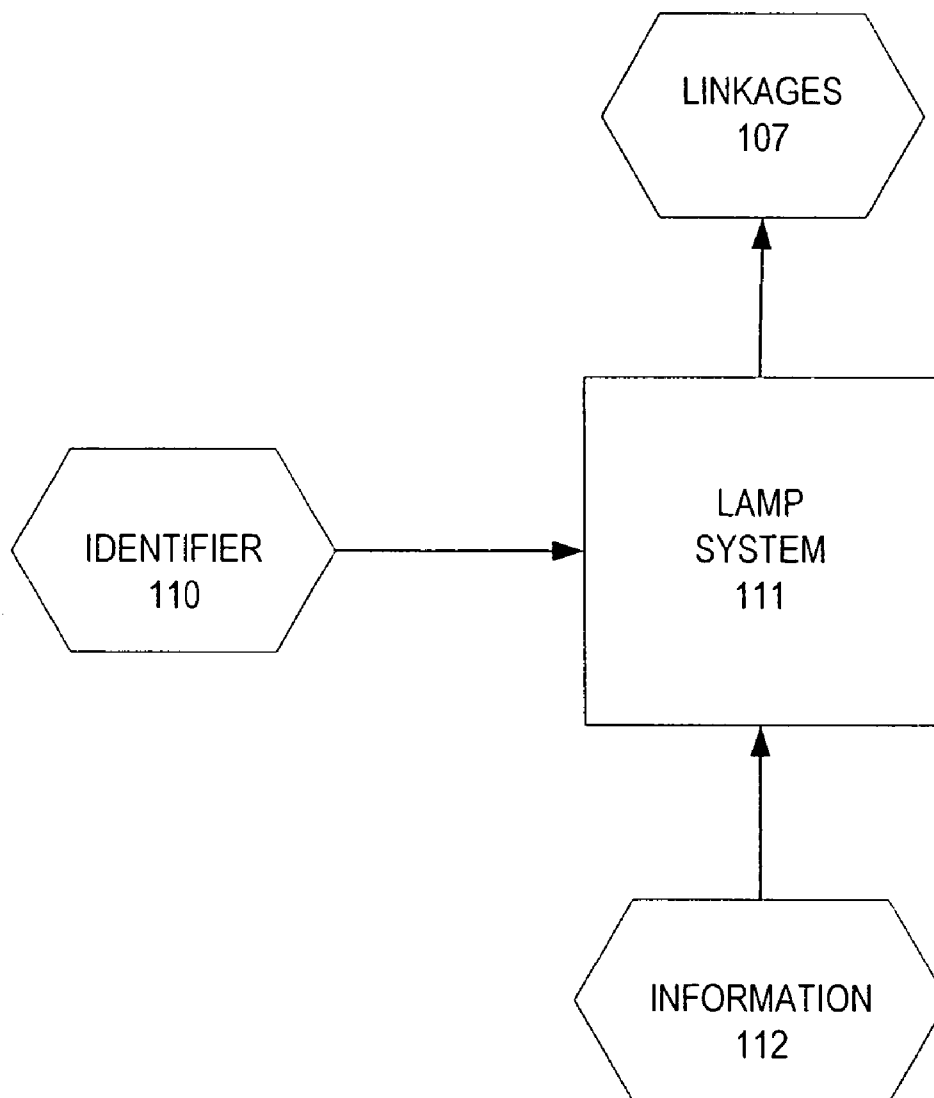 LINKAGES
107
IDENTIFIER
110
LAMP
SYSTEM
111
INFORMATION
112